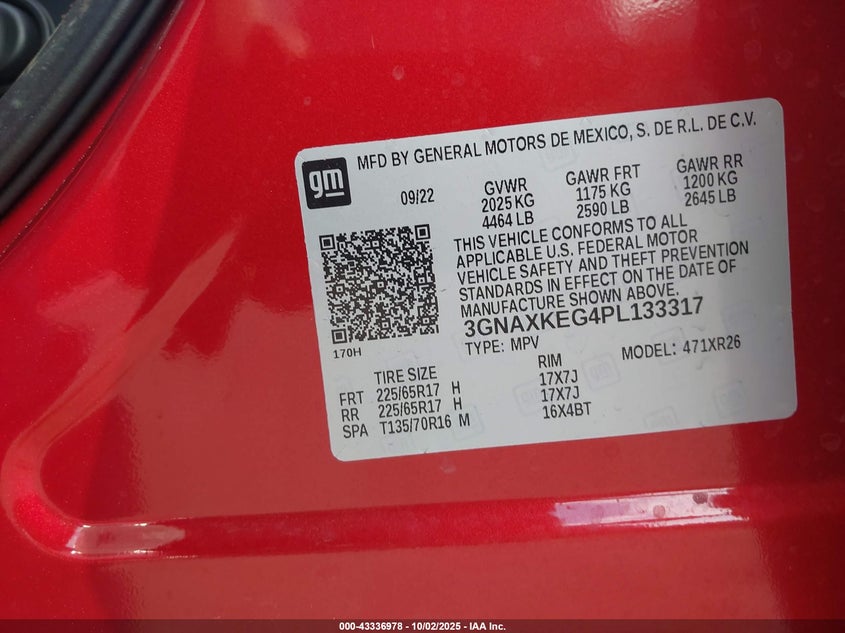 gm
MFD BY GENERAL MOTORS DE MEXICO, S. DE R.L. DE C.V.
09/22
GVWR
2025 KG
4464 LB
GAWR FRT
1175 KG
2590 LB
GAWR RR
1200 KG
2645 LB
THIS VEHICLE CONFORMS TO ALL
APPLICABLE U.S. FEDERAL MOTOR
VEHICLE SAFETY AND THEFT PREVENTION
STANDARDS IN EFFECT ON THE DATE OF
MANUFACTURE SHOWN ABOVE.
3GNAXKEG4PL133317
170H
TYPE: MPV
MODEL: 471XR26
TIRE SIZE RIM
FRT 225/65R17 H 17X7J
RR 225/65R17 H 17X7J
SPA T135/70R16 M 16X4BT
000-43336978 - 10/02/2025 - IAA Inc.